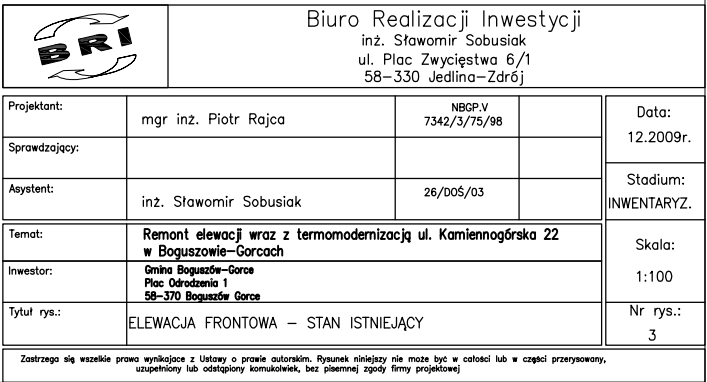 BRI
Biuro Realizacji Inwestycji
inż. Sławomir Sobusiak
ul. Plac Zwycięstwa 6/1
58-330 Jedlina-Zdrój
Projektant:
mgr inż. Piotr Rajca
NBGP.V
7342/3/75/98
Data:
12.2009r.
Sprawdzający:
Asystent:
inż. Sławomir Sobusiak
26/DOŚ/03
Stadium:
INWENTARYZ.
Temat:
Remont elewacji wraz z termomodernizacją ul. Kamiennogórska 22
w Boguszowie-Gorcach
Skala:
1:100
Inwestor:
Gmina Boguszów-Gorce
Plac Odrodzenia 1
58-370 Boguszów Gorce
Tytuł rys.:
ELEWACJA FRONTOWA - STAN ISTNIEJĄCY
Nr rys.:
3
Zastrzega się wszelkie prawa wynikajace z Ustawy o prawie autorskim. Rysunek niniejszy nie może być w całości lub w części przerysowany,
uzupełniony lub odstąpiony komukolwiek, bez pisemnej zgody firmy projektowej